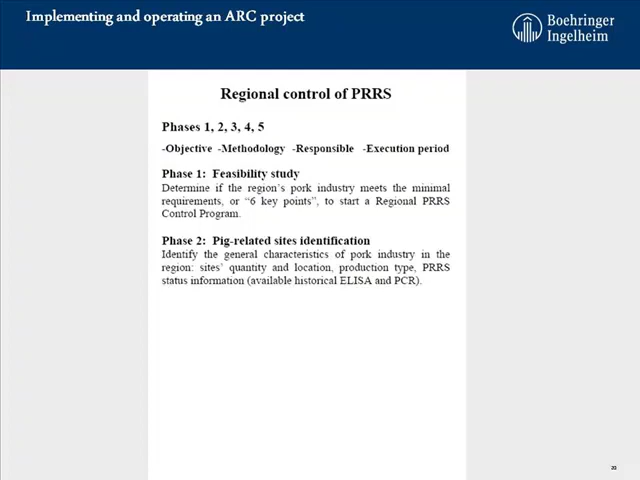 Implementing and operating an ARC project
Boehringer
Ingelheim
Regional control of PRRS
Phases 1, 2, 3, 4, 5
-Objective -Methodology -Responsible -Execution period
Phase 1: Feasibility study
Determine if the region's pork industry meets the minimal
requirements, or "6 key points", to start a Regional PRRS
Control Program.
Phase 2: Pig-related sites identification
Identify the general characteristics of pork industry in the
region: sites' quantity and location, production type, PRRS
status information (available historical ELISA and PCR).